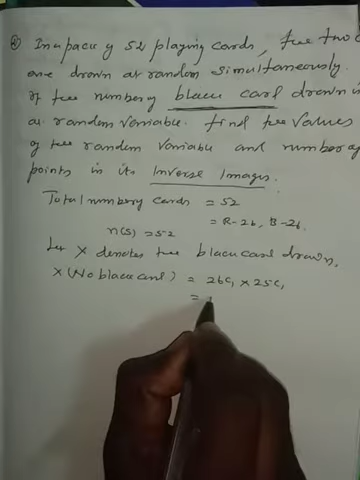 In a pack of 52 playing cards, two
are drawn at random simultaneously.
If the number of black card drawn is
a random variable. find the values
of the random variable and number of
points in its Inverse Images.
Total number of cards = 52
= R-26, B-26.
n(S) = 52
Let X denotes the black card drawn,
X(No black card) = 26C1 × 25C1
=